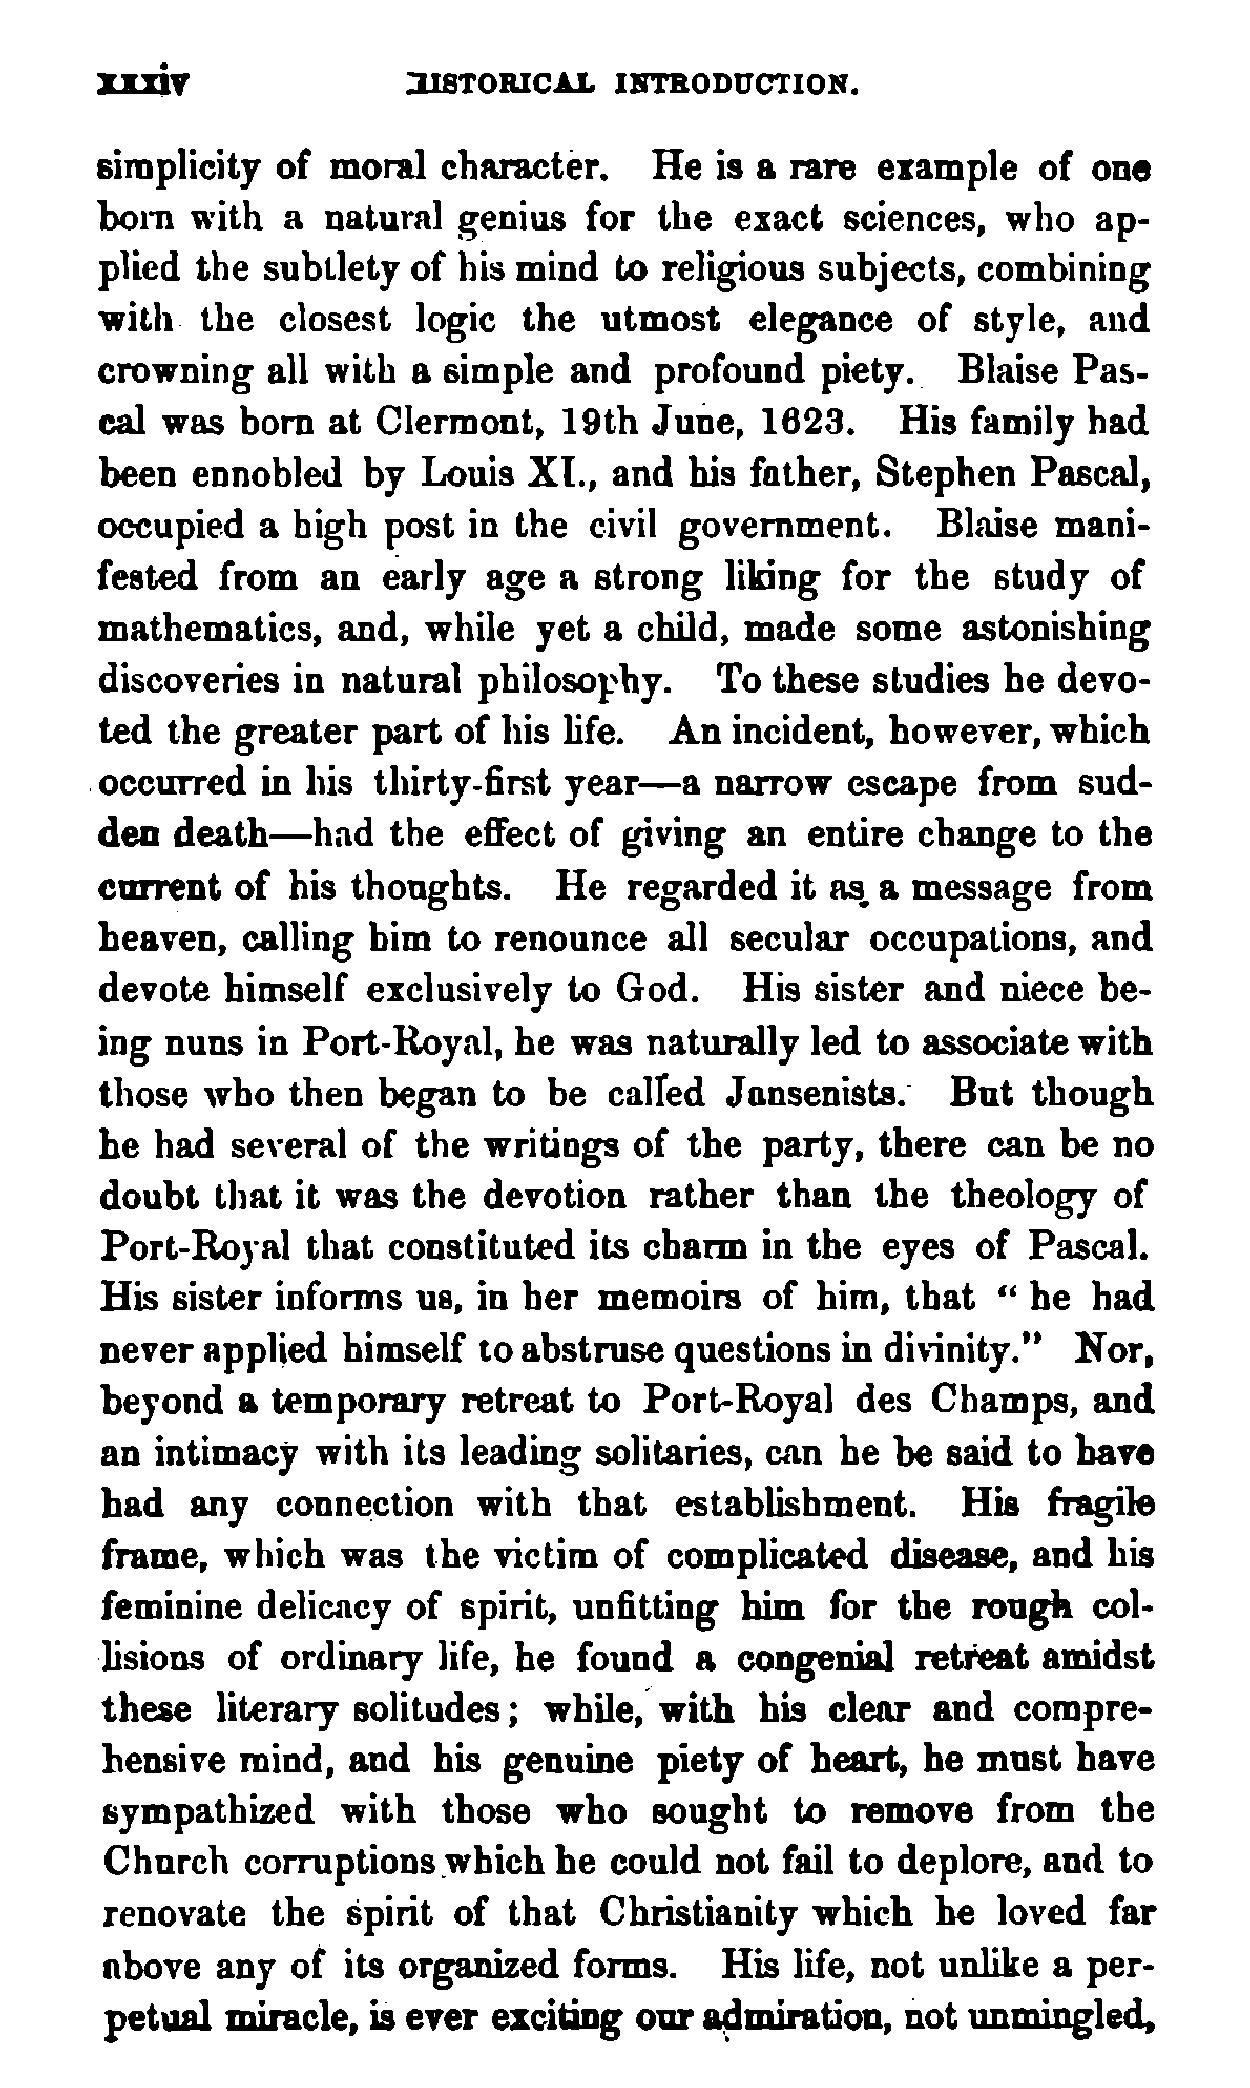 xxxiv HISTORICAL INTRODUCTION.
simplicity of moral character. He is a rare example of one
born with a natural genius for the exact sciences, who ap-
plied the subtlety of his mind to religious subjects, combining
with the closest logic the utmost elegance of style, and
crowning all with a simple and profound piety. Blaise Pas-
cal was born at Clermont, 19th June, 1623. His family had
been ennobled by Louis XI., and his father, Stephen Pascal,
occupied a high post in the civil government. Blaise mani-
fested from an early age a strong liking for the study of
mathematics, and, while yet a child, made some astonishing
discoveries in natural philosophy. To these studies he devo-
ted the greater part of his life. An incident, however, which
occurred in his thirty-first year—a narrow escape from sud-
den death—had the effect of giving an entire change to the
current of his thoughts. He regarded it as a message from
heaven, calling him to renounce all secular occupations, and
devote himself exclusively to God. His sister and niece be-
ing nuns in Port-Royal, he was naturally led to associate with
those who then began to be called Jansenists. But though
he had several of the writings of the party, there can be no
doubt that it was the devotion rather than the theology of
Port-Royal that constituted its charm in the eyes of Pascal.
His sister informs us, in her memoirs of him, that “ he had
never applied himself to abstruse questions in divinity.” Nor,
beyond a temporary retreat to Port-Royal des Champs, and
an intimacy with its leading solitaries, can he be said to have
had any connection with that establishment. His fragile
frame, which was the victim of complicated disease, and his
feminine delicacy of spirit, unfitting him for the rough col-
lisions of ordinary life, he found a congenial retreat amidst
these literary solitudes; while, with his clear and compre-
hensive mind, and his genuine piety of heart, he must have
sympathized with those who sought to remove from the
Church corruptions which he could not fail to deplore, and to
renovate the spirit of that Christianity which he loved far
above any of its organized forms. His life, not unlike a per-
petual miracle, is ever exciting our admiration, not unmingled,